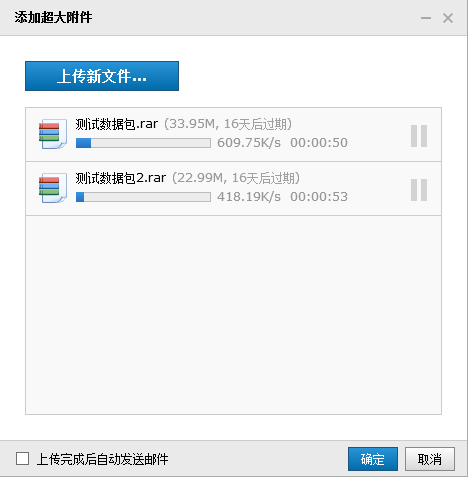 添加超大附件
上传新文件...
测试数据包.rar (33.95M, 16天后过期)
609.75K/s 00:00:50
测试数据包2.rar (22.99M, 16天后过期)
418.19K/s 00:00:53
上传完成后自动发送邮件
确定 取消